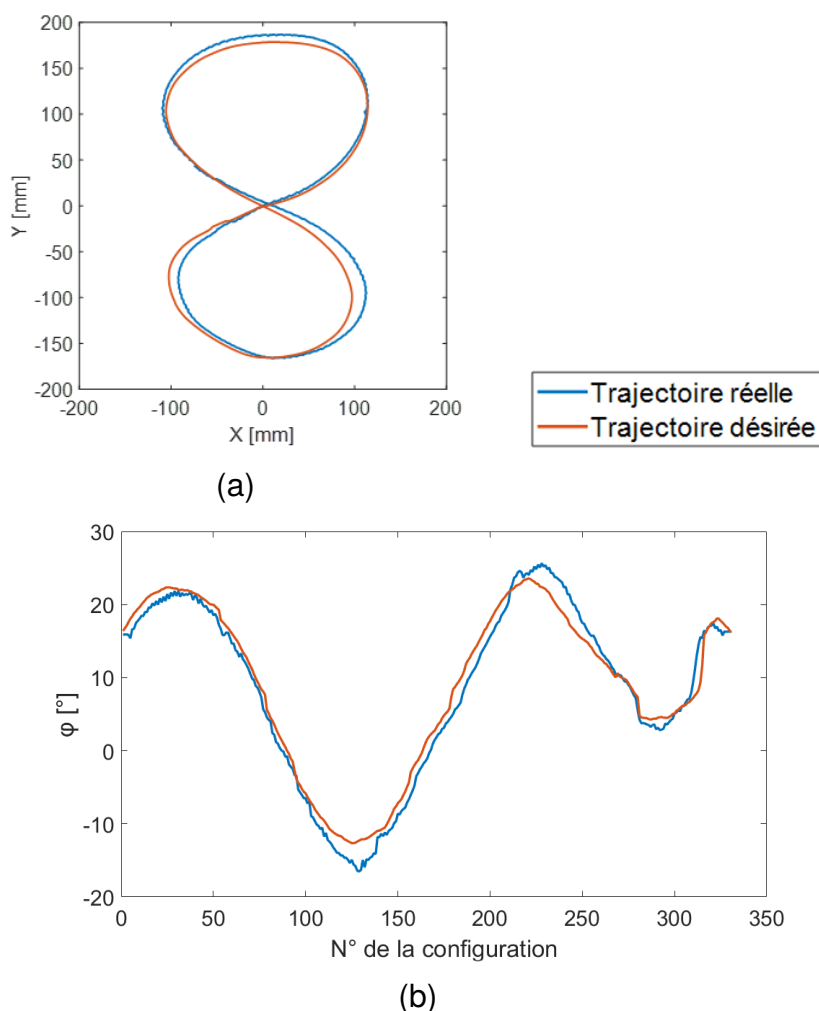 200
150
100
50
0
-50
-100
-150
-200
Y [mm]
-200 -100 0 100 200
X [mm]
Trajectoire réelle
Trajectoire désirée
(a)
30
20
10
0
-10
-20
φ [°]
0 50 100 150 200 250 300 350
N° de la configuration
(b)